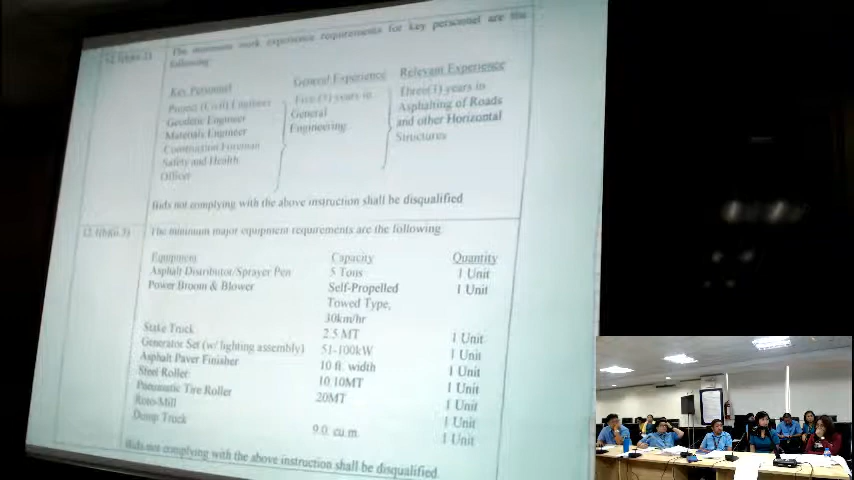 12.1(b)(ii.2) The minimum work experience requirements for key personnel are the
following:
Key Personnel General Experience Relevant Experience
Project (Civil) Engineer Five (5) years in Three(3) years in
Geodetic Engineer General Asphalting of Roads
Materials Engineer Engineering and other Horizontal
Construction Foreman Structures
Safety and Health
Officer
Bids not complying with the above instruction shall be disqualified
The minimum major equipment requirements are the following
Equipment Capacity Quantity
Asphalt Distributor/Sprayer Pen 5 Tons 1 Unit
Power Broom & Blower Self-Propelled 1 Unit
Towed Type,
30km/hr
Stake Truck 2.5 MT 1 Unit
Generator Set (w/ lighting assembly) 51-100kW 1 Unit
Asphalt Paver Finisher 10 ft. width 1 Unit
Steel Roller 10 10MT 1 Unit
Pneumatic Tire Roller 20MT 1 Unit
Roto-Mill 1 Unit
Dump Truck 9.0 cu.m. 1 Unit
Bids not complying with the above instruction shall be disqualified.